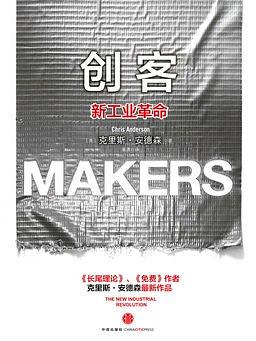 创客
新工业革命
Chris Anderson
[美] 克里斯·安德森 著
MAKERS
《长尾理论》、《免费》作者
克里斯·安德森最新作品
THE NEW INDUSTRIAL
REVOLUTION
中信出版社·CHINACITICPRESS